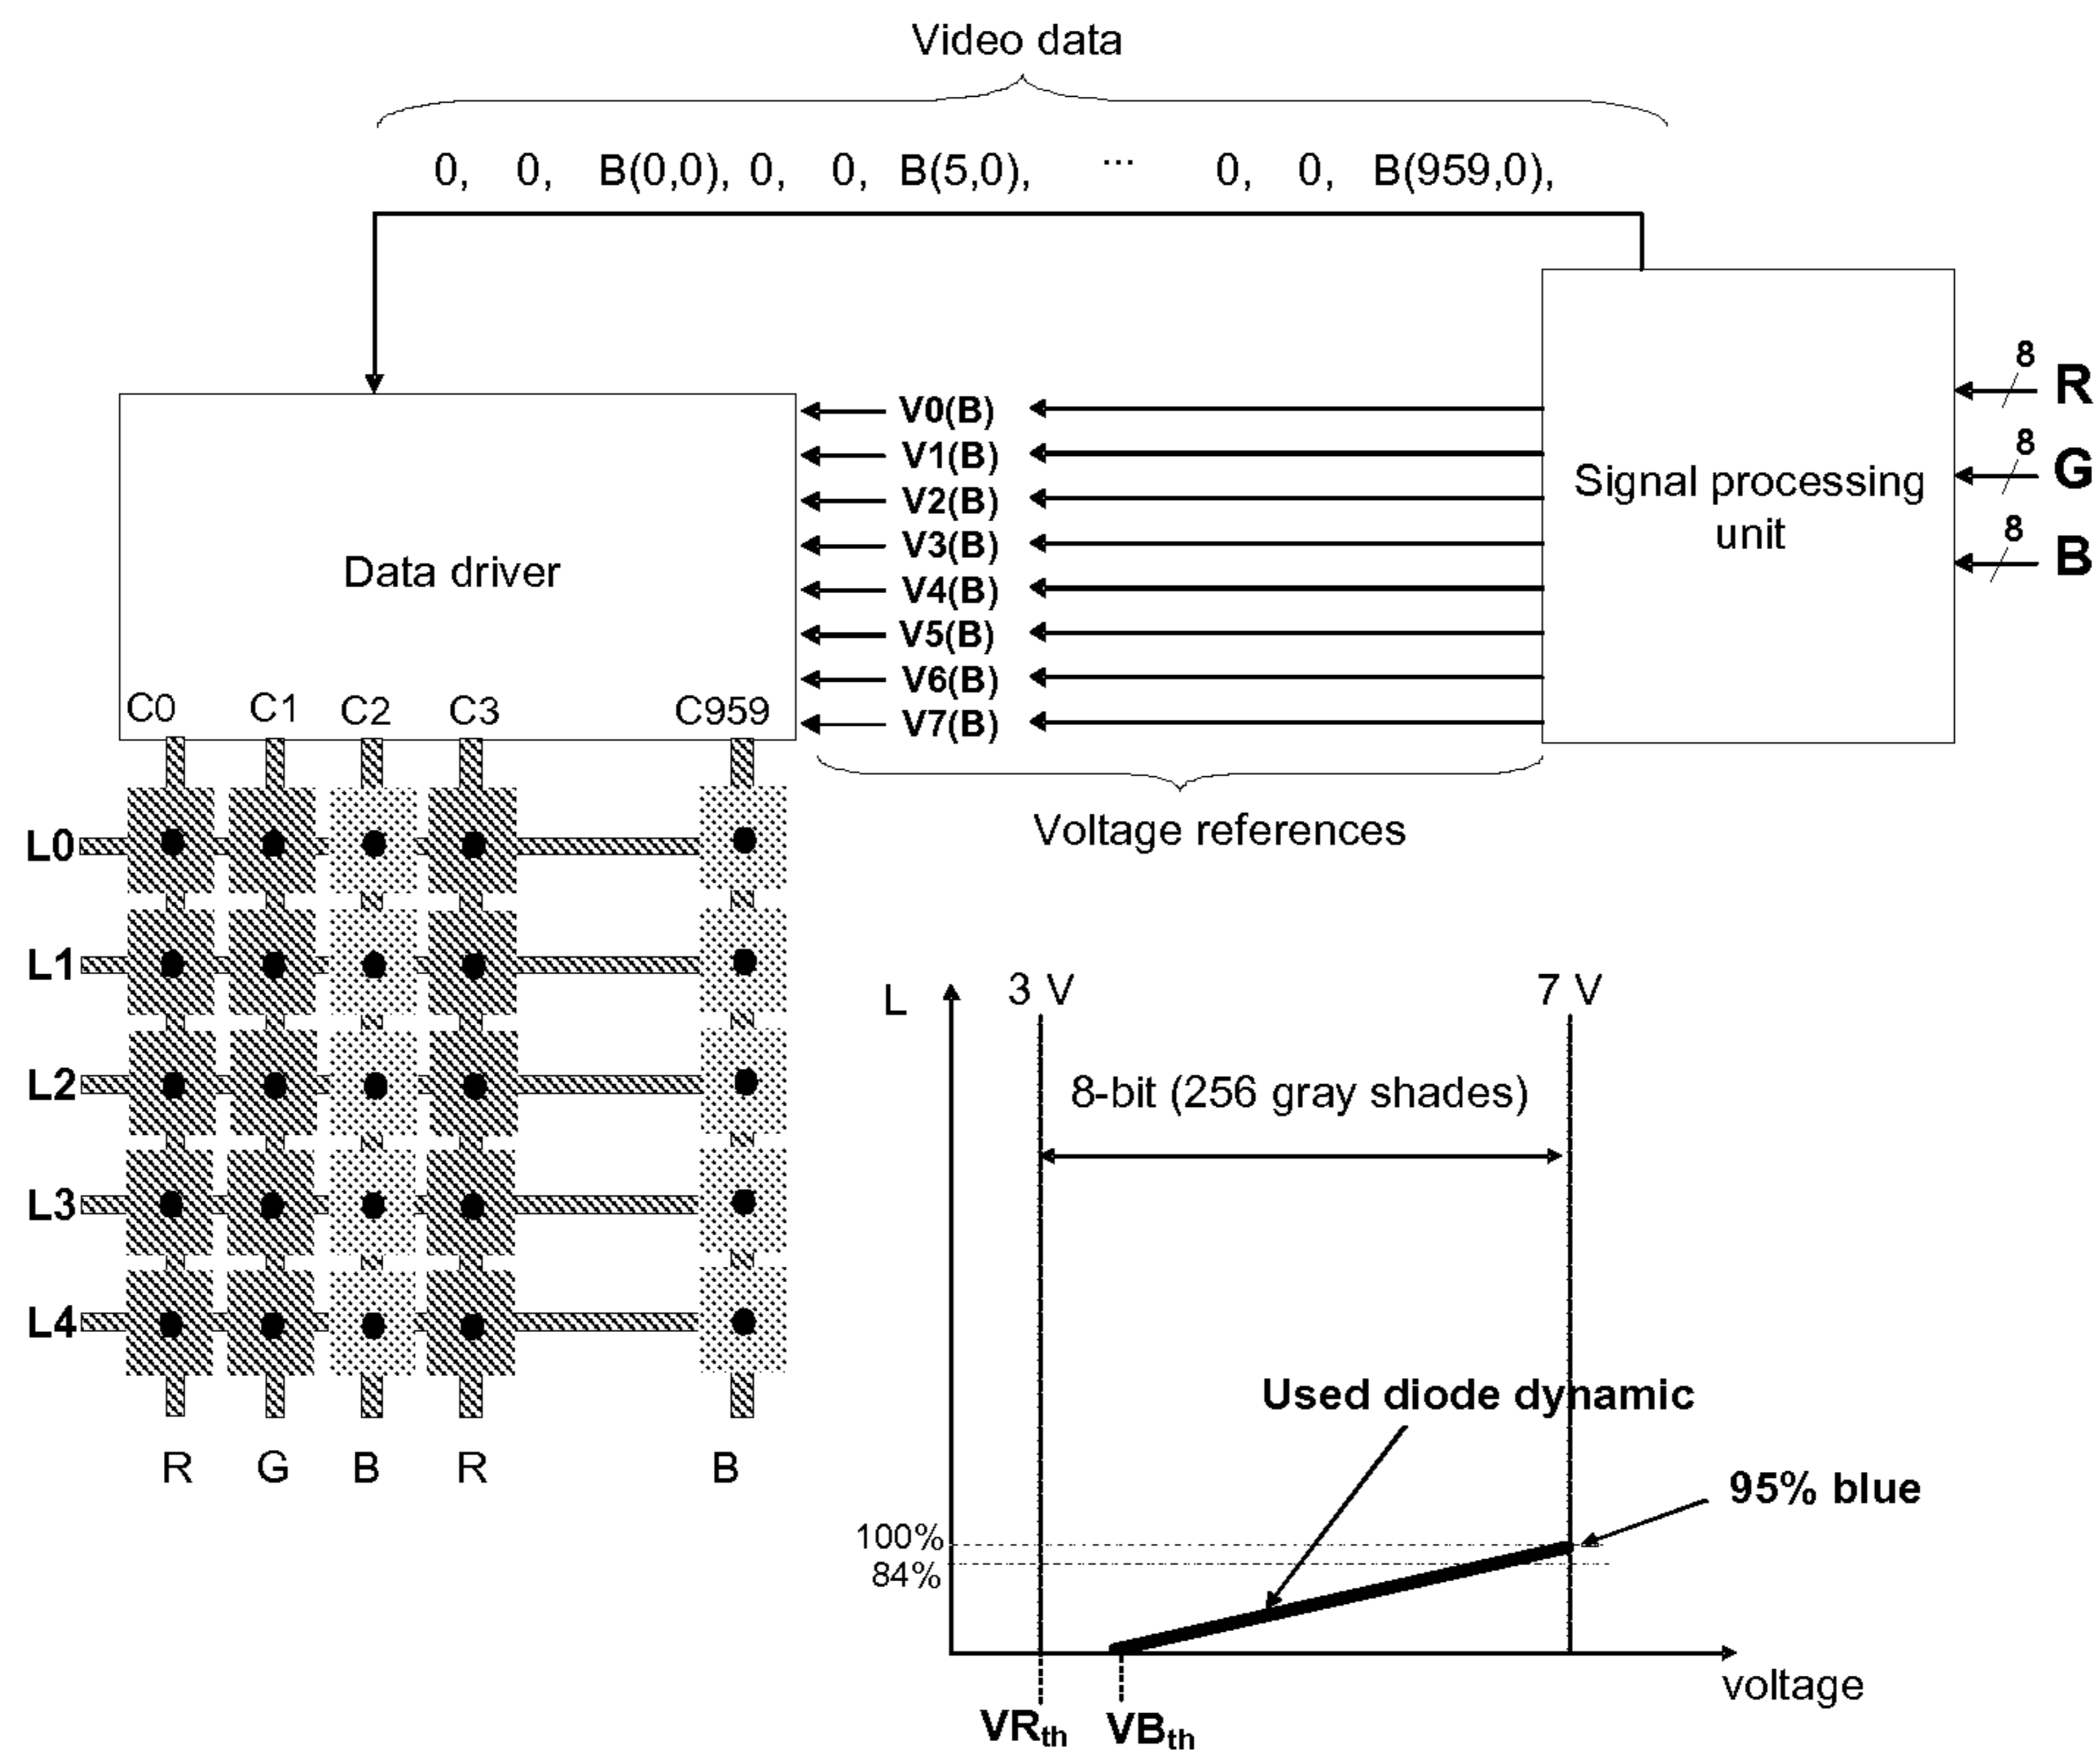 Video data
0, 0, B(0,0), 0, 0, B(5,0), ... 0, 0, B(959,0),
8 R
8 G
8 B
V0(B)
V1(B)
V2(B)
V3(B)
V4(B)
V5(B)
V6(B)
V7(B)
Signal processing
unit
Data driver
C0 C1 C2 C3 C959
Voltage references
L0
L1
L2
L3
L4
R G B R B
L 3 V 7 V
8-bit (256 gray shades)
Used diode dynamic
95% blue
100%
84%
voltage
VRth VBth